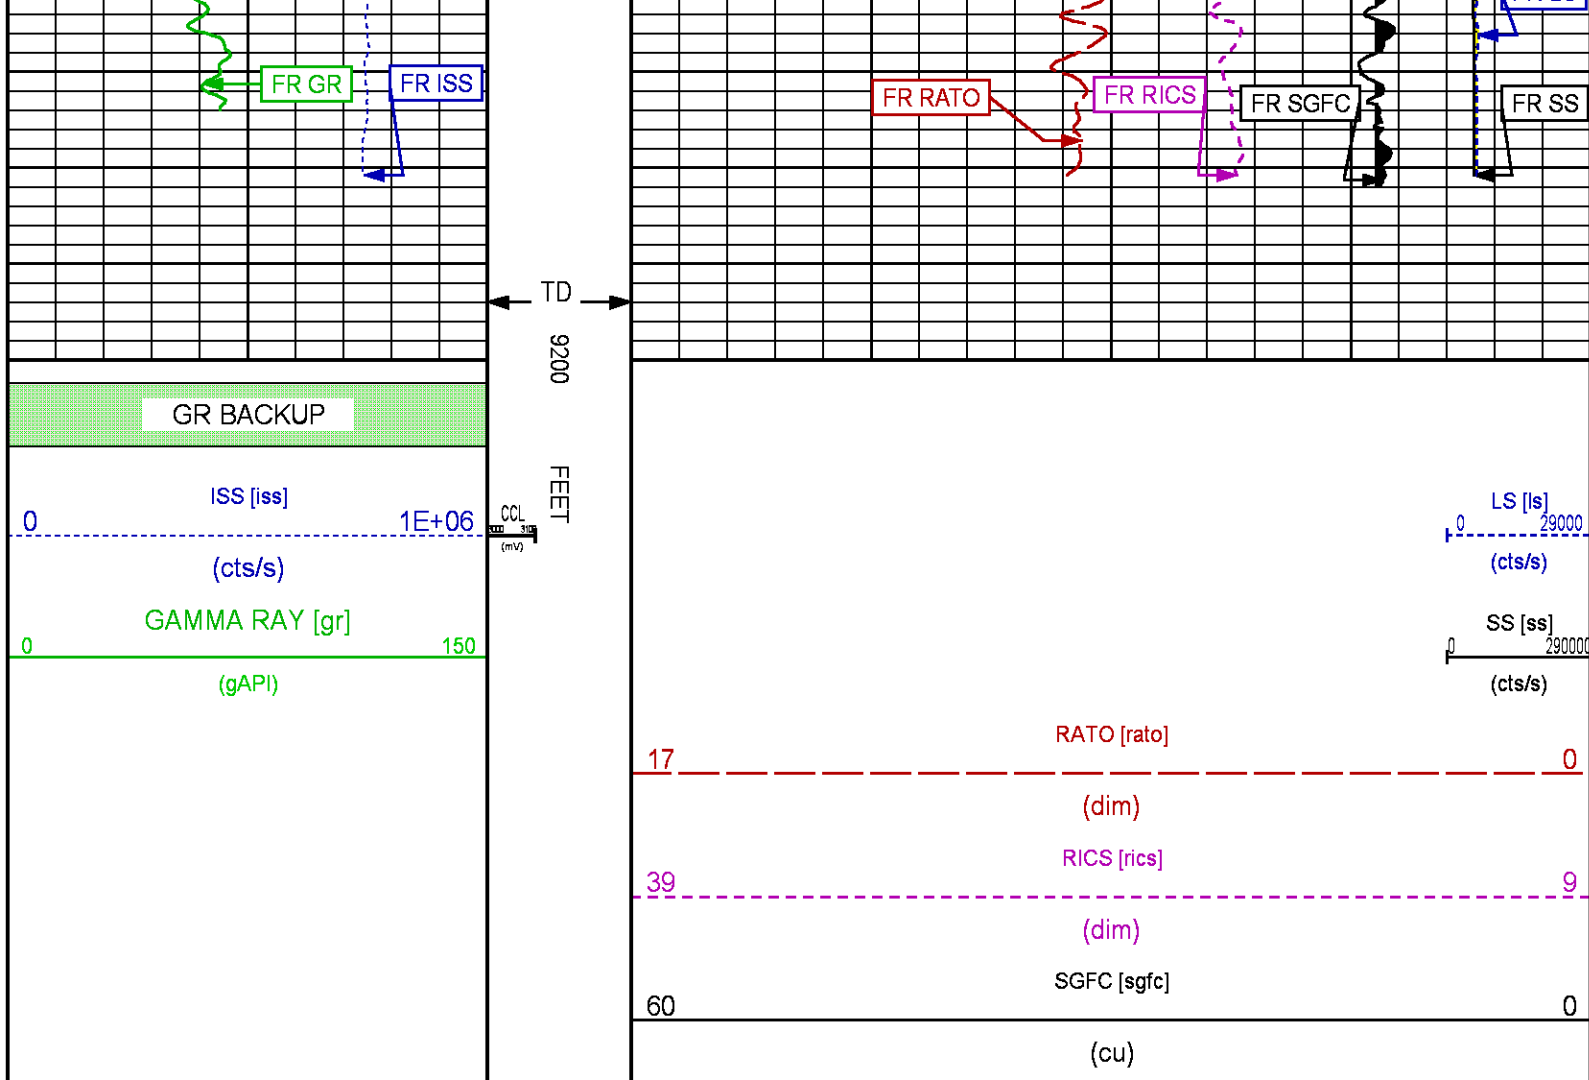 FR GR
FR ISS
FR RATO
FR RICS
FR SGFC
FR SS
TD
9200
GR BACKUP
FEET
ISS [iss]
0 1E+06
(cts/s)
CCL
(mV)
LS [ls]
0 29000
(cts/s)
GAMMA RAY [gr]
0 150
(gAPI)
SS [ss]
0 290000
(cts/s)
RATO [rato]
17 0
(dim)
RICS [rics]
39 9
(dim)
SGFC [sgfc]
60 0
(cu)